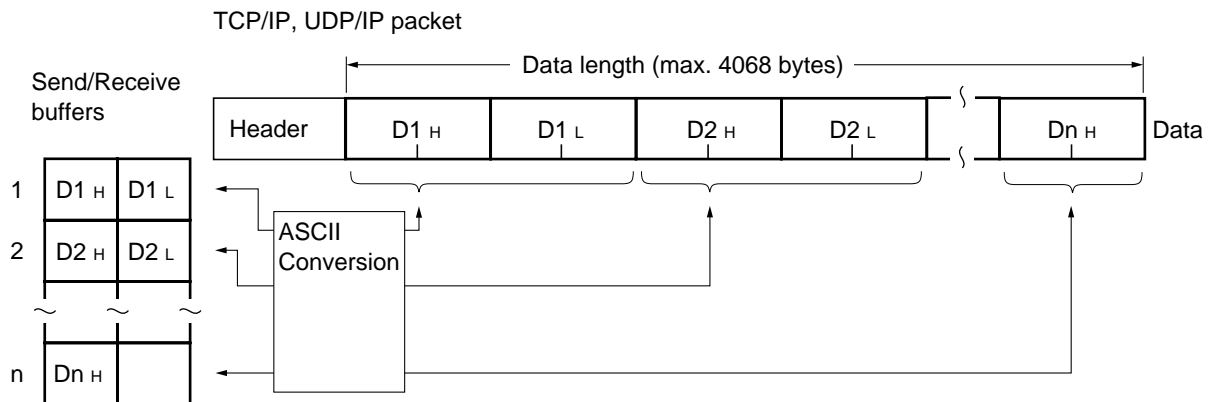 TCP/IP, UDP/IP packet
Data length (max. 4068 bytes)
Send/Receive
buffers
Header D1 H D1 L D2 H D2 L Dn H Data
1 D1 H D1 L
2 D2 H D2 L
n Dn H
ASCII
Conversion